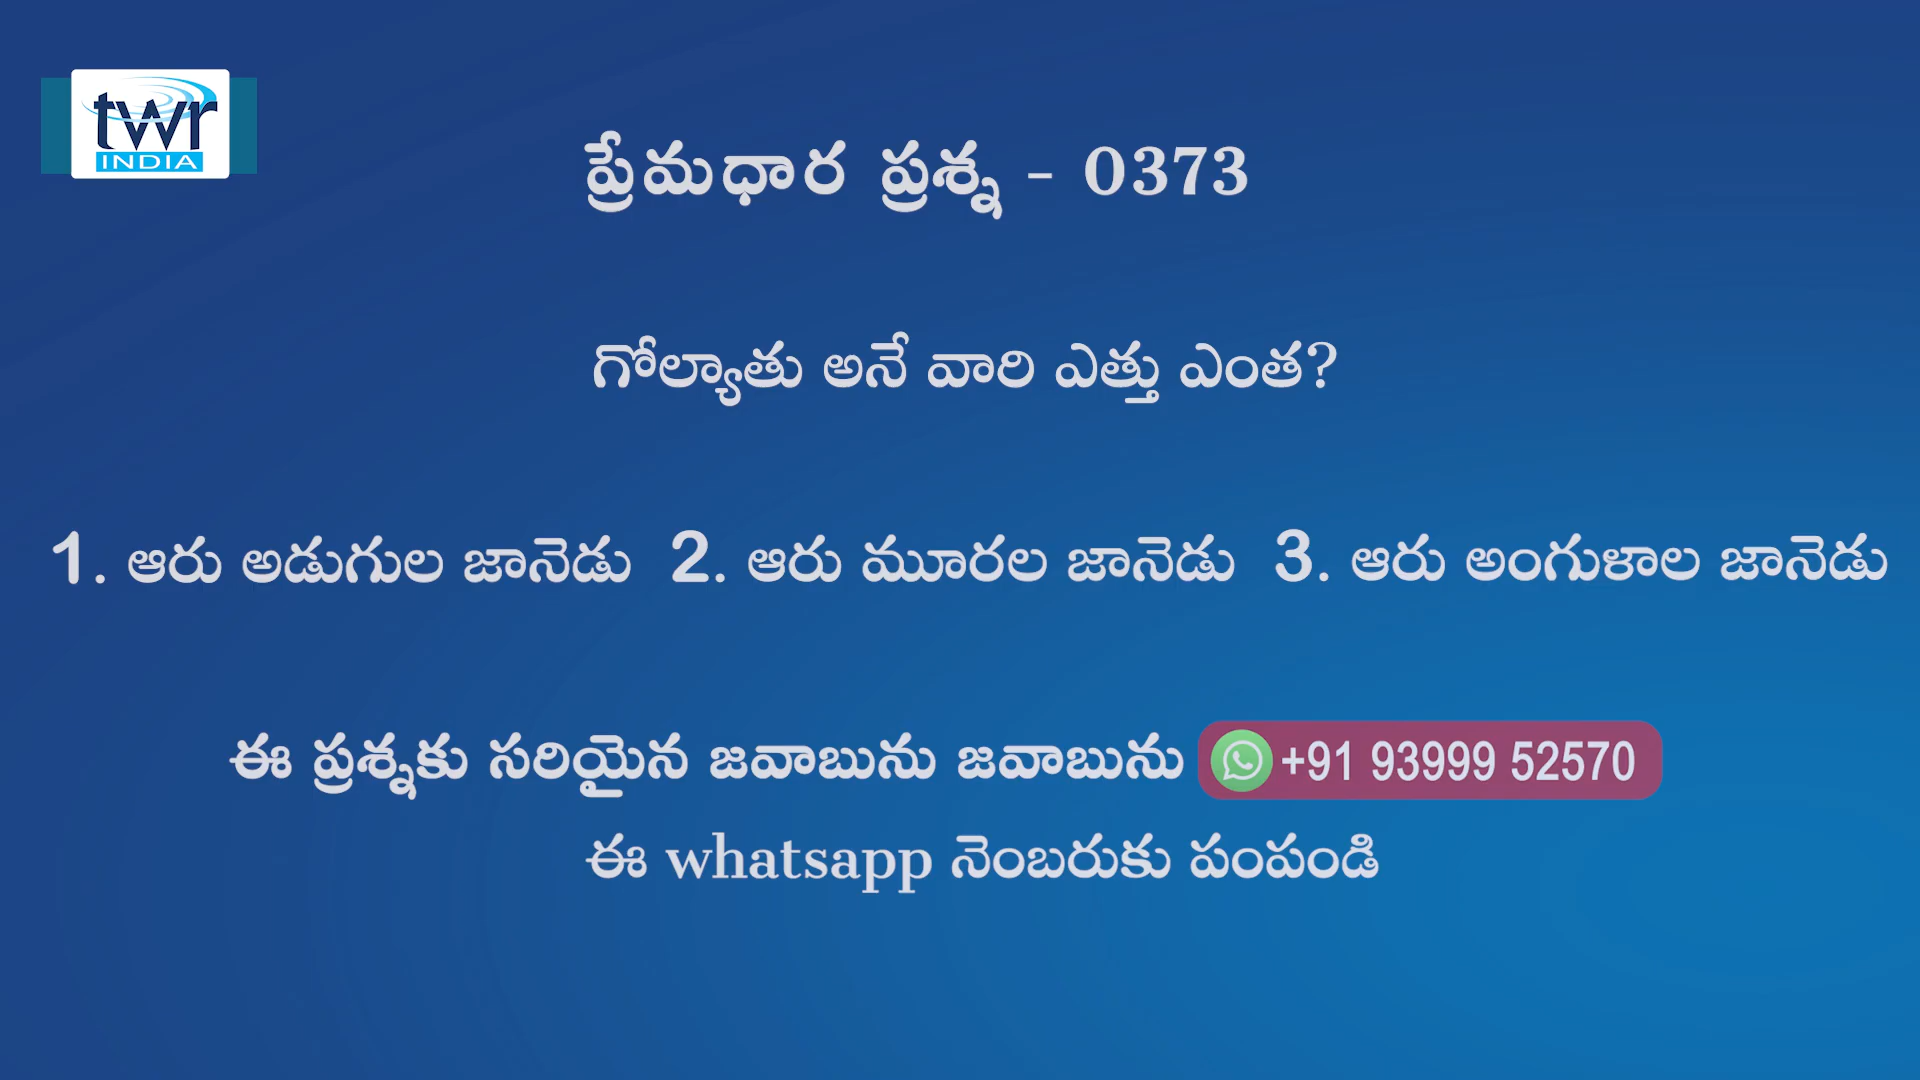 twr
INDIA
ప్రేమధార ప్రశ్న - 0373
గోల్యాతు అనే వారి ఎత్తు ఎంత?
1. ఆరు అడుగుల జానెడు 2. ఆరు మూరల జానెడు 3. ఆరు అంగుళాల జానెడు
ఈ ప్రశ్నకు సరియైన జవాబును జవాబును +91 93999 52570
ఈ whatsapp నెంబరుకు పంపండి